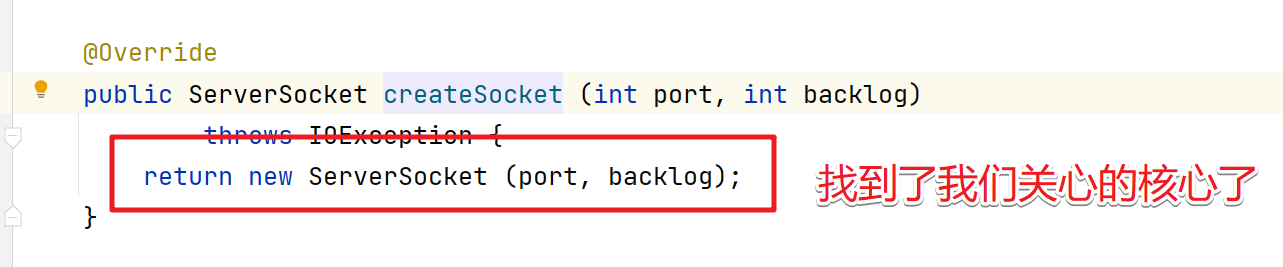 @Override
public ServerSocket createSocket (int port, int backlog)
throws IOException {
return new ServerSocket (port, backlog);
找到了我们关心的核心了
}